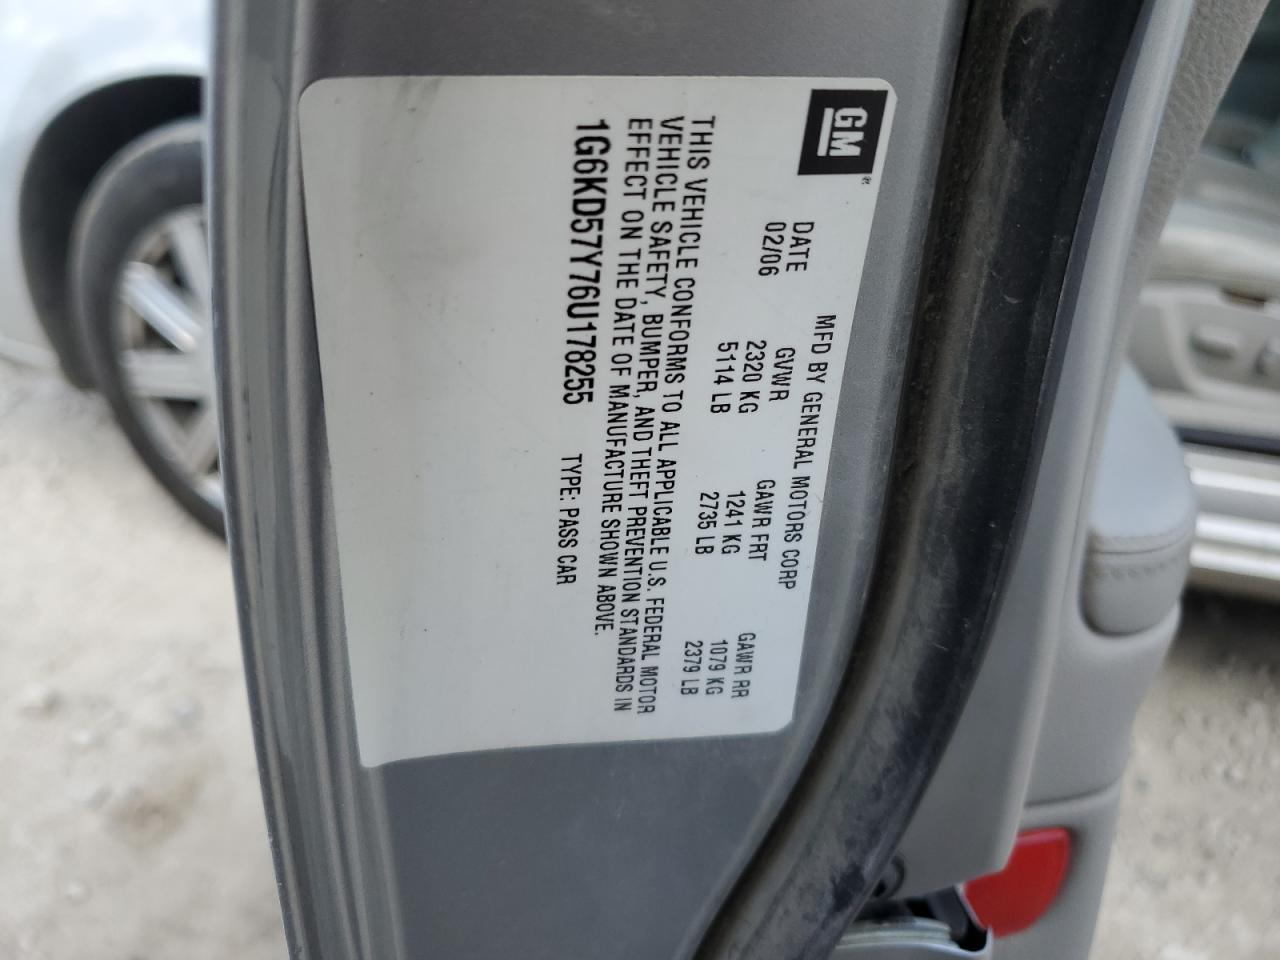 GM®
MFD BY GENERAL MOTORS CORP
DATE GVWR GAWR FRT GAWR RR
02/06 2320 KG 1241 KG 1079 KG
5114 LB 2735 LB 2379 LB
THIS VEHICLE CONFORMS TO ALL APPLICABLE U.S. FEDERAL MOTOR
VEHICLE SAFETY, BUMPER, AND THEFT PREVENTION STANDARDS IN
EFFECT ON THE DATE OF MANUFACTURE SHOWN ABOVE.
1G6KD57Y76U178255 TYPE: PASS CAR